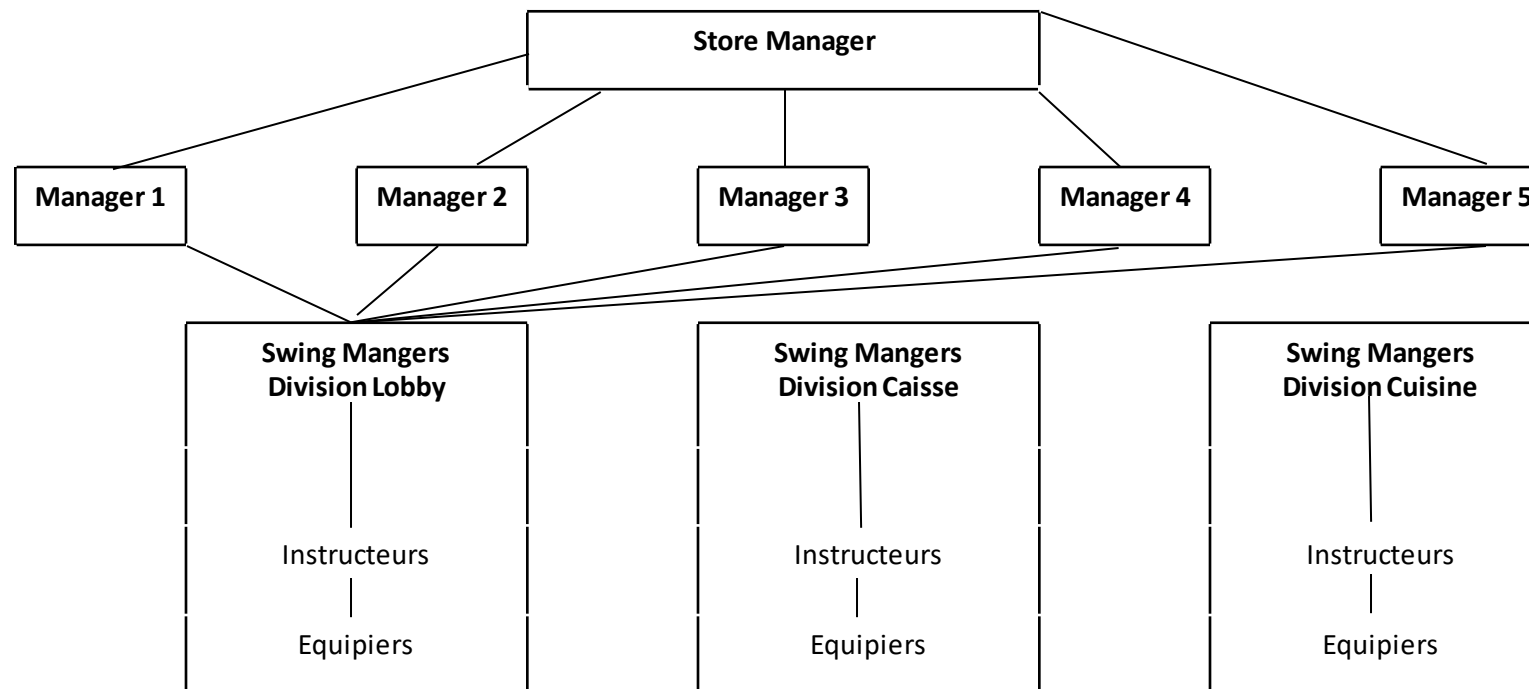 Store Manager
Manager 1
Manager 2
Manager 3
Manager 4
Manager 5
Swing Mangers
Division Lobby
Instructeurs
Equipiers
Swing Mangers
Division Caisse
Instructeurs
Equipiers
Swing Mangers
Division Cuisine
Instructeurs
Equipiers